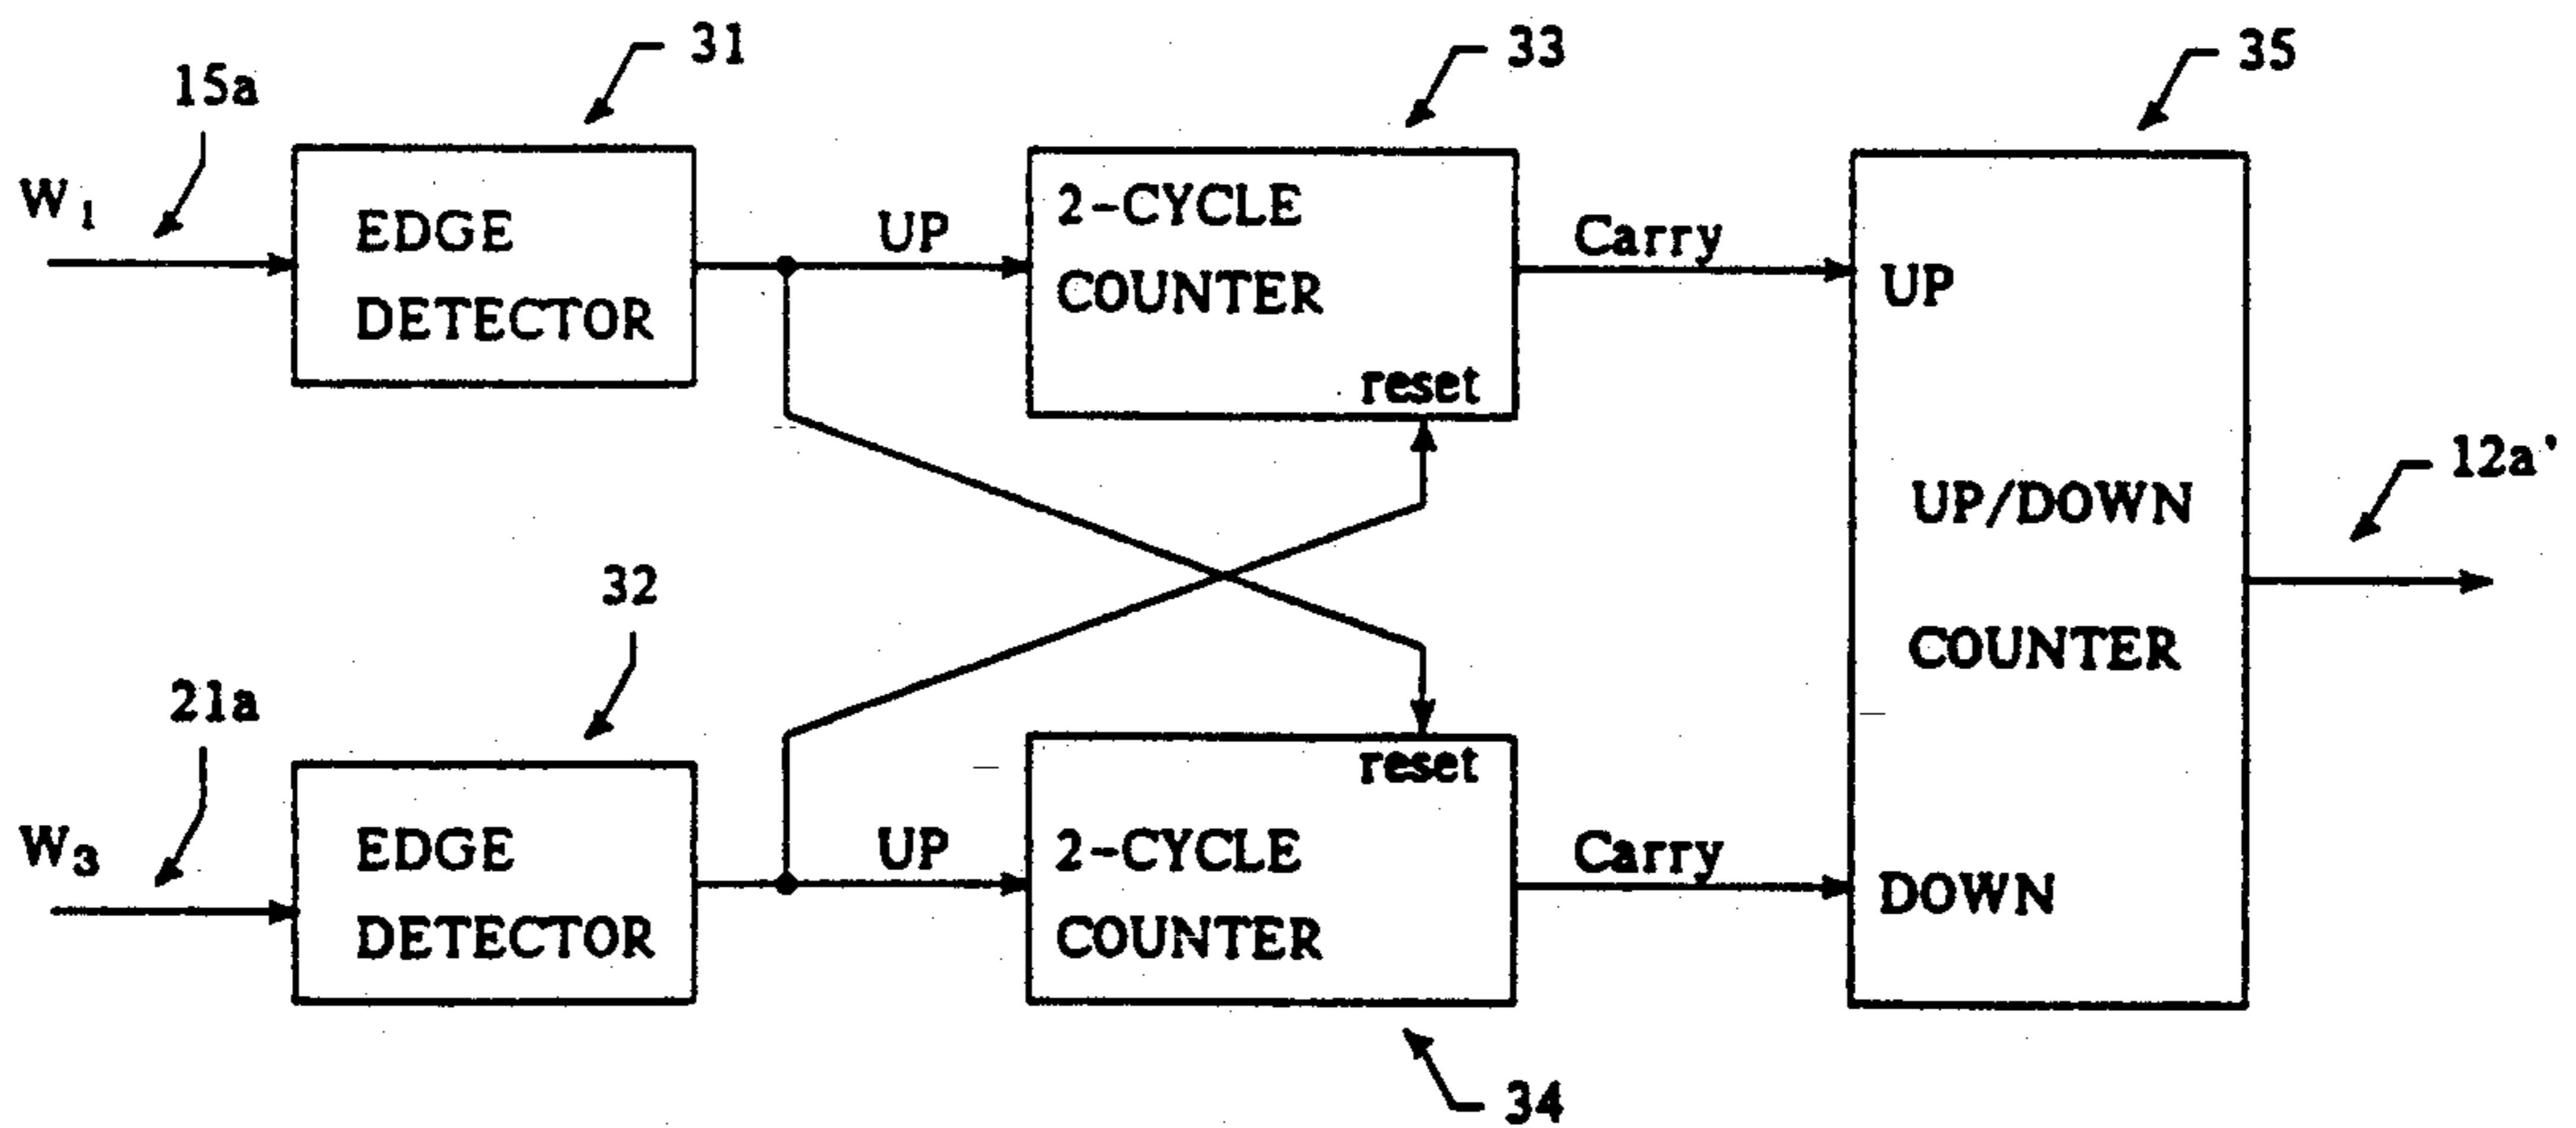 31
33
35
15a
W1
EDGE
DETECTOR
UP
2-CYCLE
COUNTER
reset
Carry
UP
UP/DOWN
COUNTER
DOWN
12a'
32
21a
W3
EDGE
DETECTOR
UP
reset
2-CYCLE
COUNTER
Carry
34